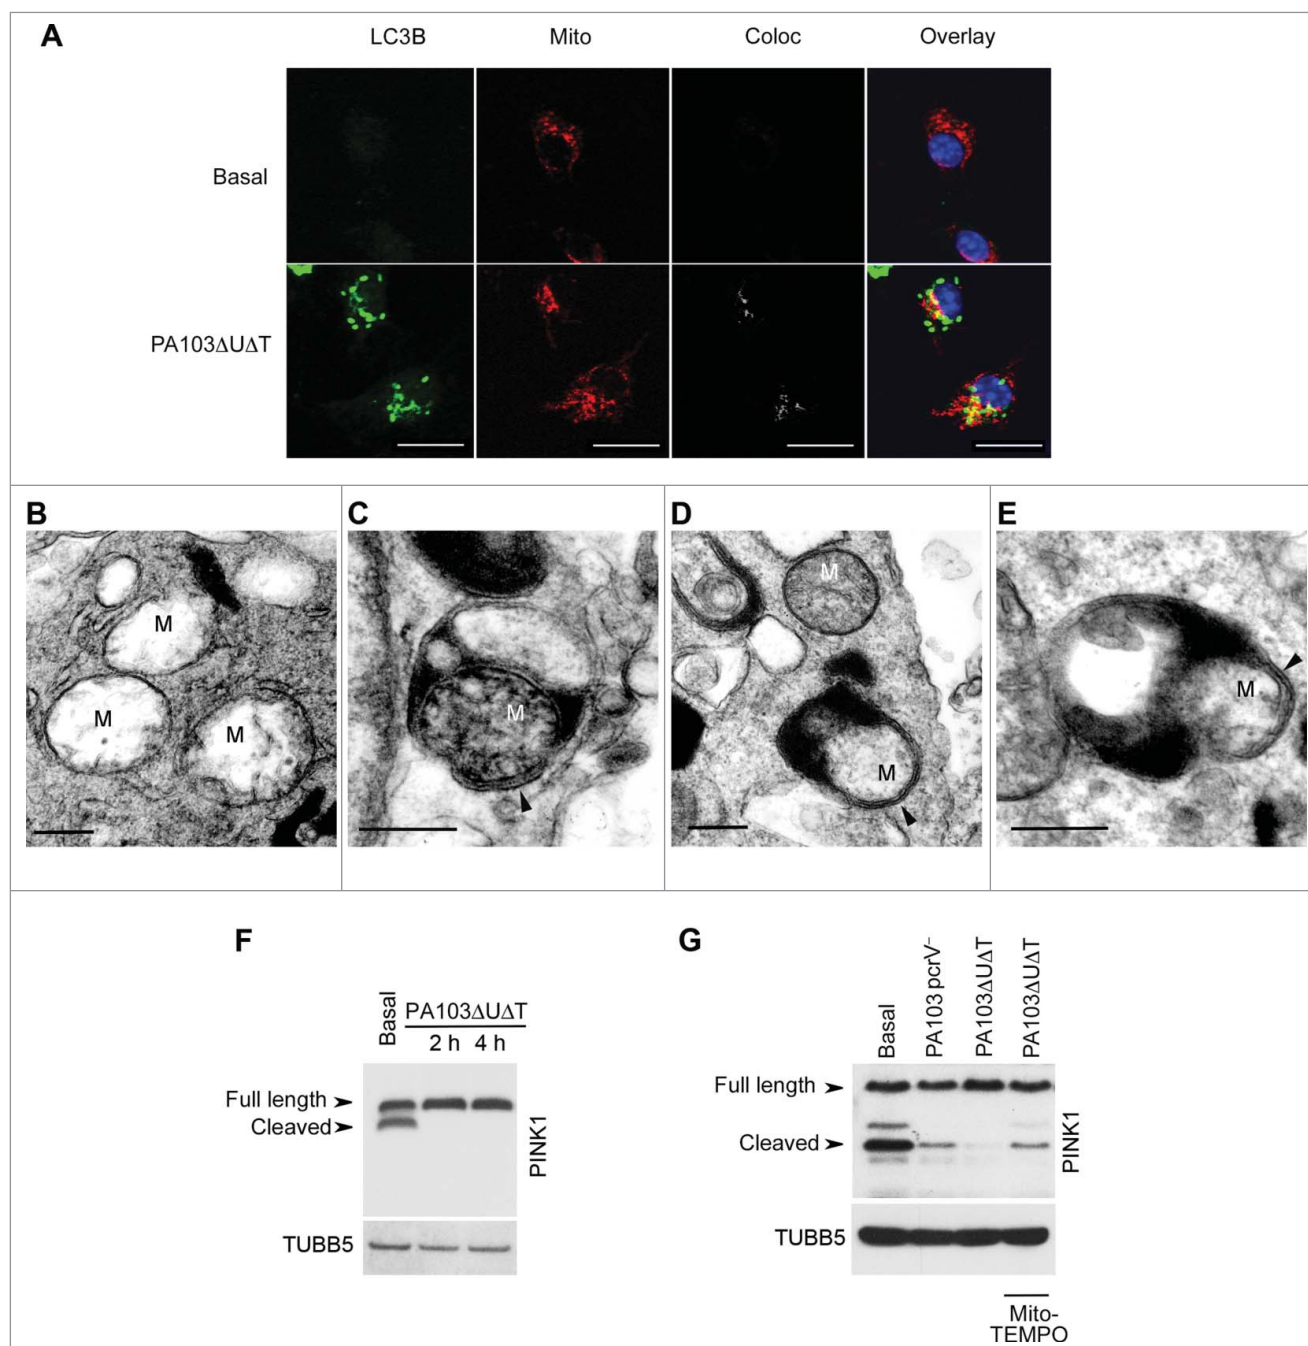 A
LC3B Mito Coloc Overlay
Basal
PA103ΔUΔT
B C D E
M M M
M
M M
M
F
Basal
PA103ΔUΔT
2 h 4 h
Full length
Cleaved
PINK1
TUBB5
G
Basal PA103 pcrV⁻ PA103ΔUΔT PA103ΔUΔT
Full length
Cleaved
PINK1
TUBB5
Mito-
TEMPO